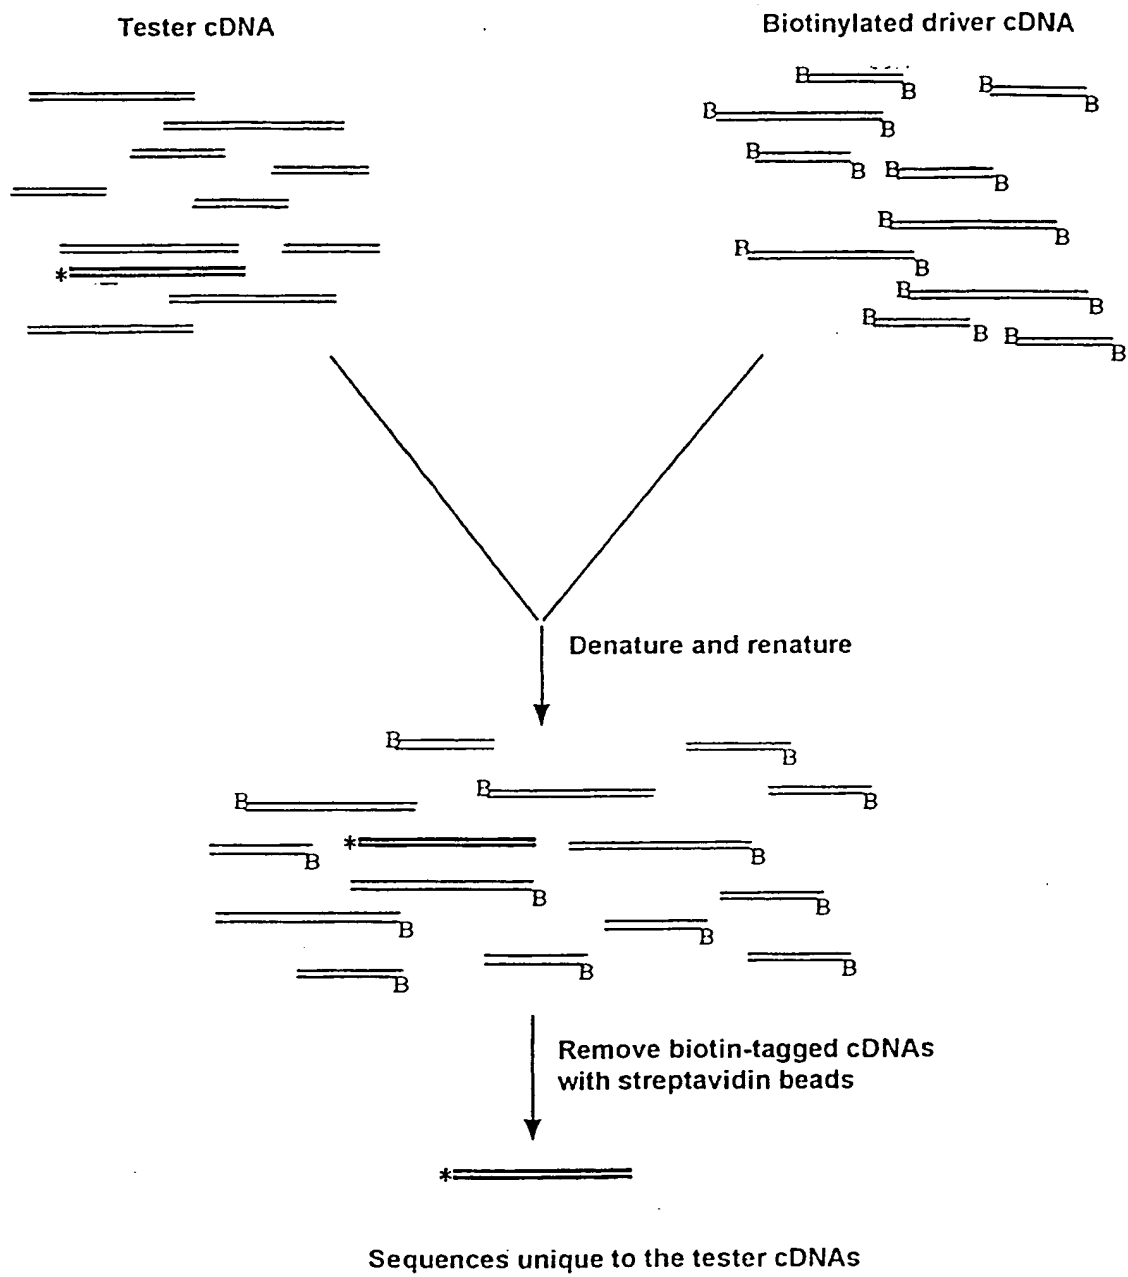 Tester cDNA
Biotinylated driver cDNA
B B
B B
B B
B B
B B
B B
B B
B B
B B
B B
*
Denature and renature
B
B
B
B
B
B
*
B
B
B
B
B
B
B
B
Remove biotin-tagged cDNAs
with streptavidin beads
*
Sequences unique to the tester cDNAs